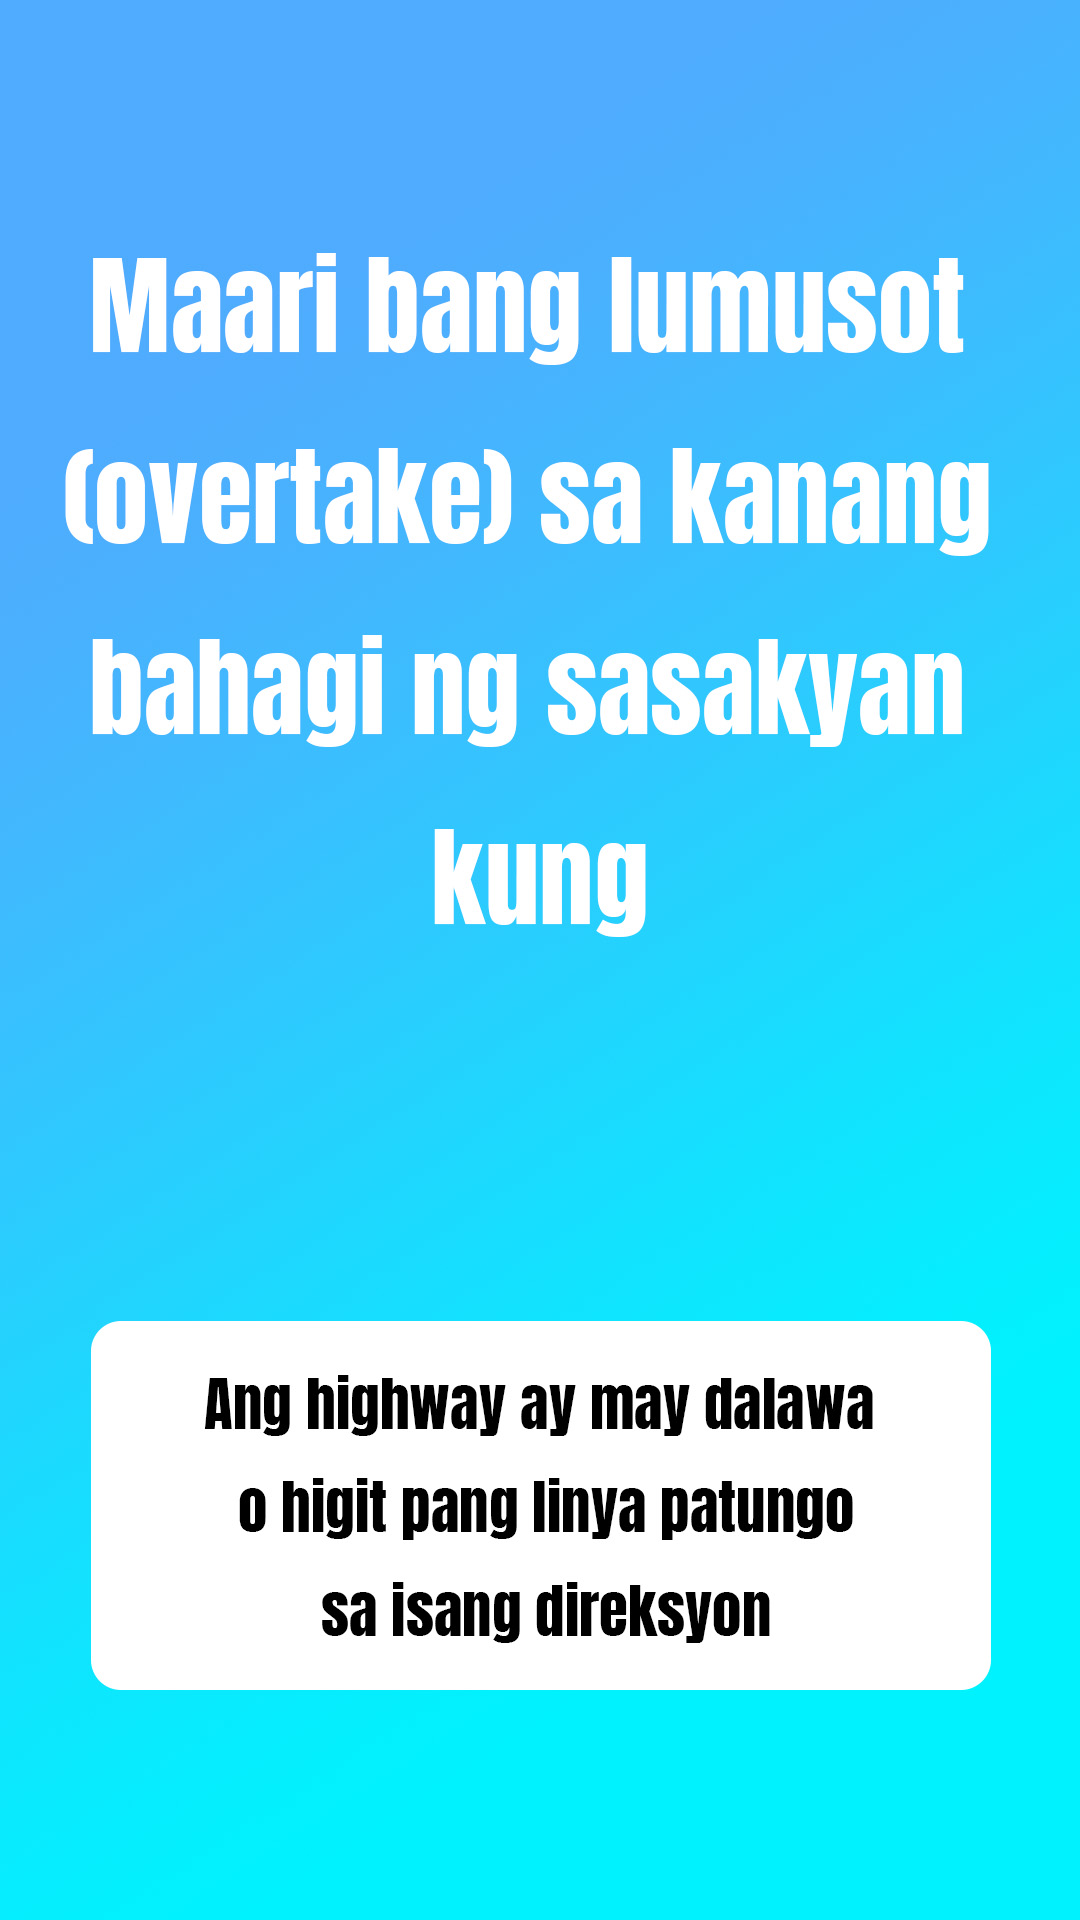 Maari bang lumusot
(overtake) sa kanang
bahagi ng sasakyan
kung
Ang highway ay may dalawa
o higit pang linya patungo
sa isang direksyon